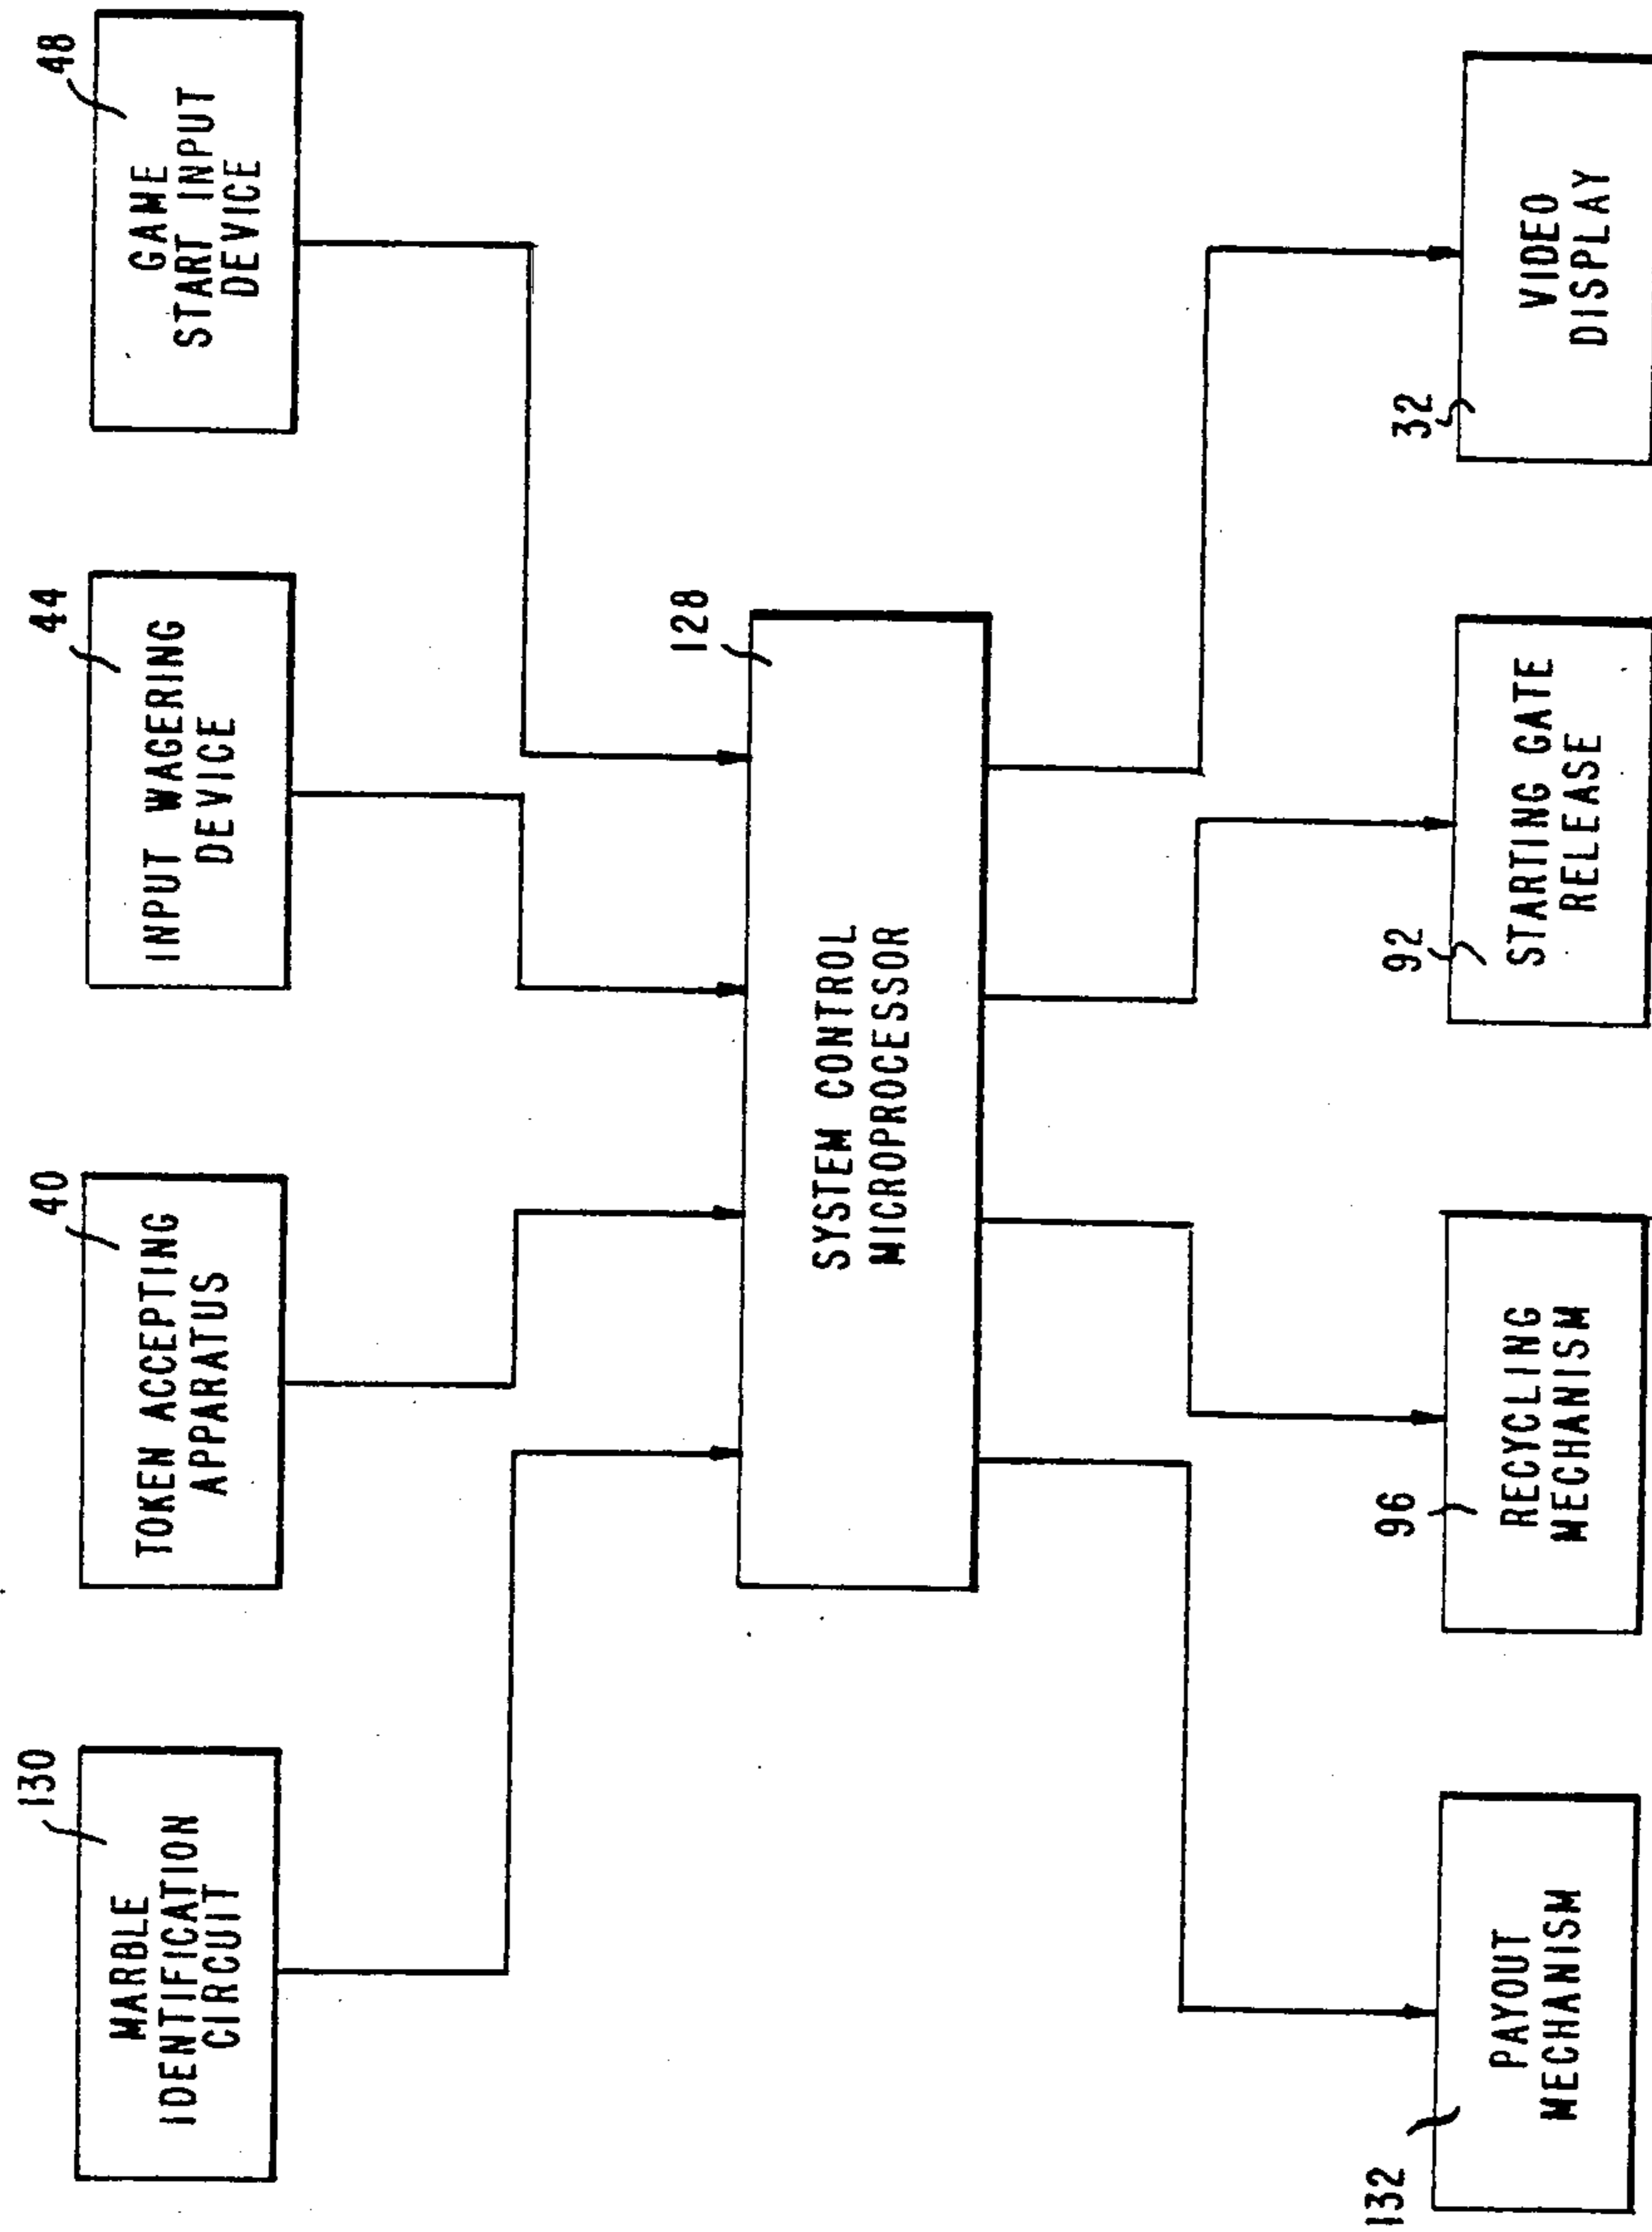 130
MARBLE
IDENTIFICATION
CIRCUIT
40
TOKEN ACCEPTING
APPARATUS
44
INPUT WAGERING
DEVICE
48
GAME
START INPUT
DEVICE
128
SYSTEM CONTROL
MICROPROCESSOR
132
PAYOUT
MECHANISM
96
RECYCLING
MECHANISM
92
STARTING GATE
RELEASE
32
VIDEO
DISPLAY